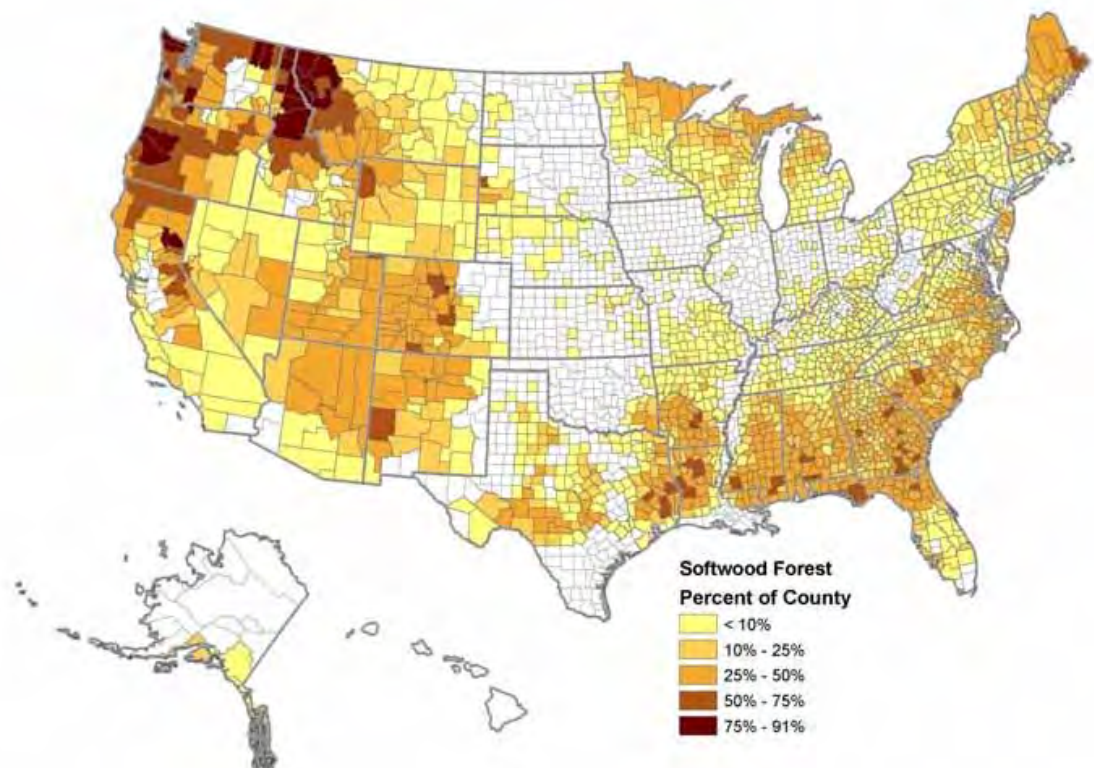 Softwood Forest
Percent of County
< 10%
10% - 25%
25% - 50%
50% - 75%
75% - 91%